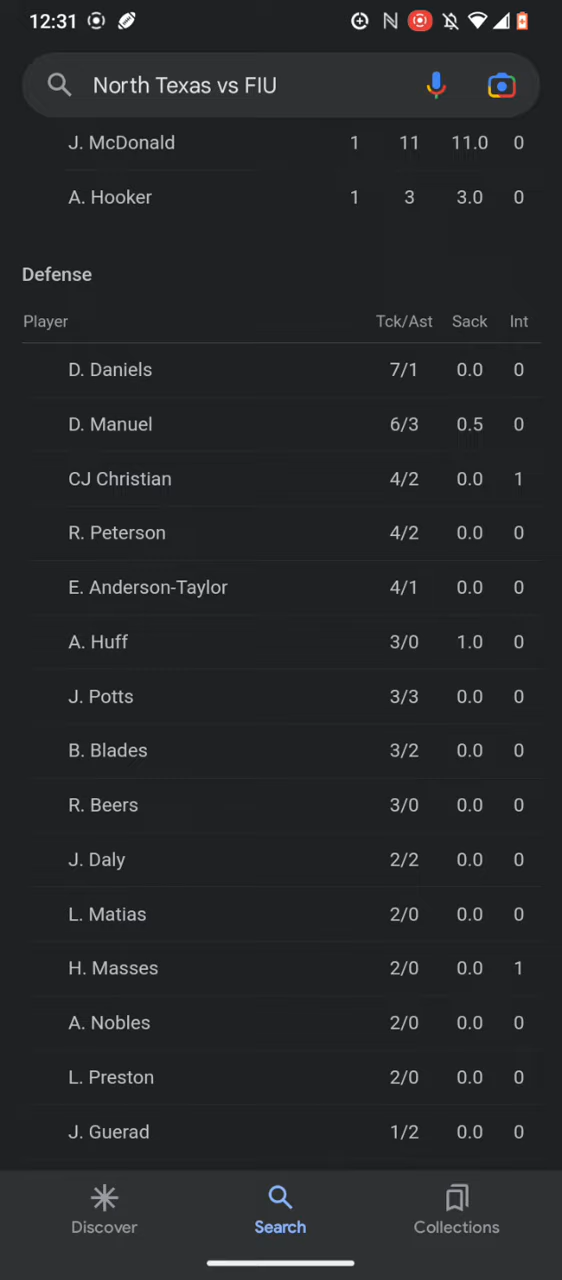 12:31
North Texas vs FIU
J. McDonald 1 11 11.0 0
A. Hooker 1 3 3.0 0
Defense
Player Tck/Ast Sack Int
D. Daniels 7/1 0.0 0
D. Manuel 6/3 0.5 0
CJ Christian 4/2 0.0 1
R. Peterson 4/2 0.0 0
E. Anderson-Taylor 4/1 0.0 0
A. Huff 3/0 1.0 0
J. Potts 3/3 0.0 0
B. Blades 3/2 0.0 0
R. Beers 3/0 0.0 0
J. Daly 2/2 0.0 0
L. Matias 2/0 0.0 0
H. Masses 2/0 0.0 1
A. Nobles 2/0 0.0 0
L. Preston 2/0 0.0 0
J. Guerad 1/2 0.0 0
Discover Search Collections